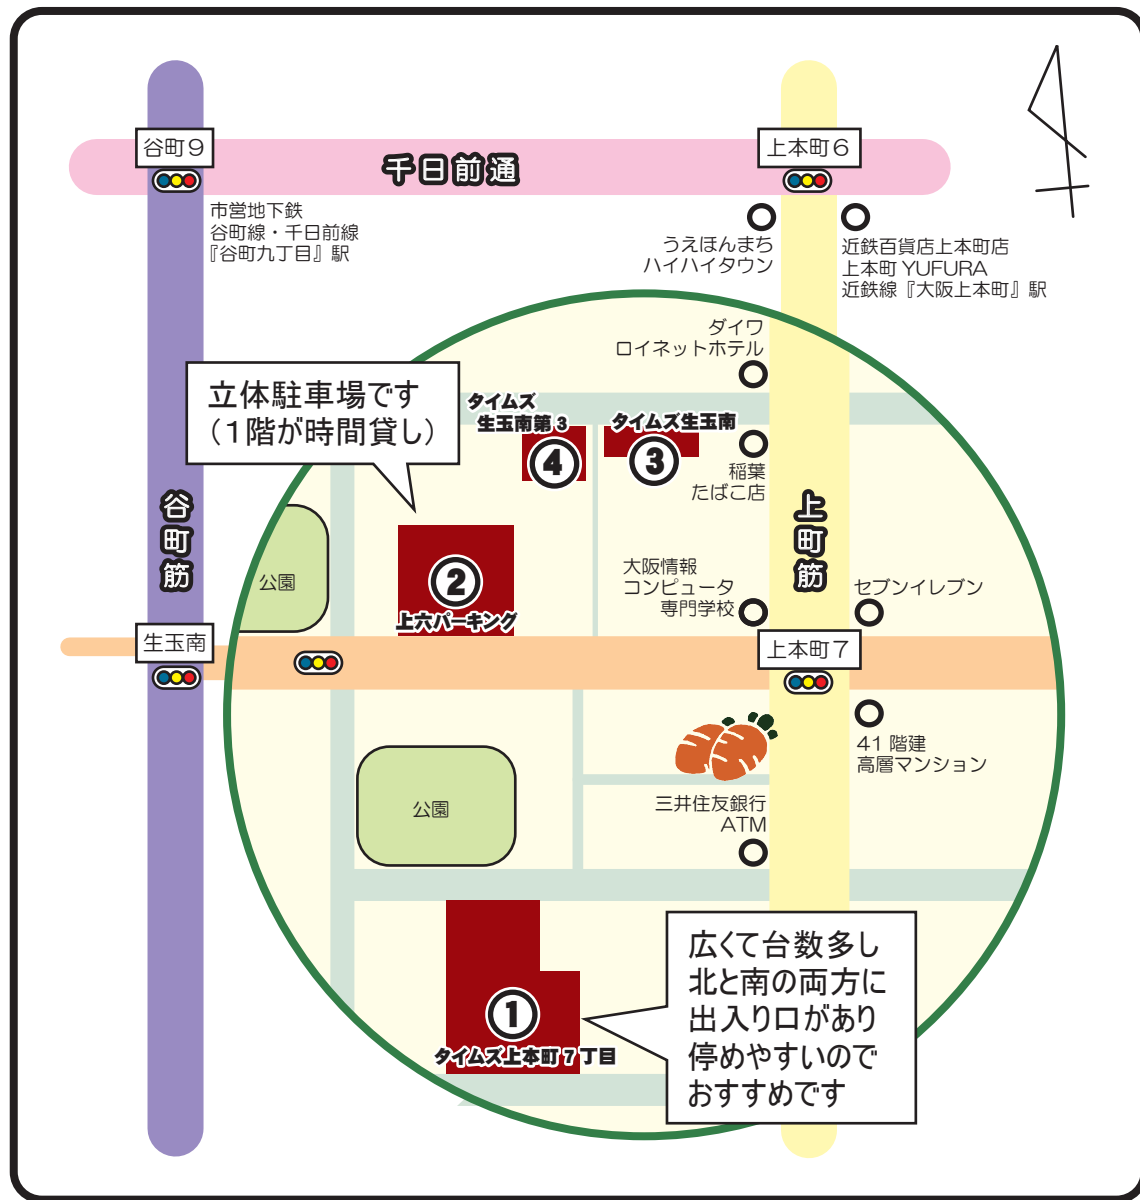 谷町9
上本町6
千日前通
市営地下鉄
谷町線・千日前線
『谷町九丁目』駅
うえほんまち
ハイハイタウン
近鉄百貨店上本町店
上本町 YUFURA
近鉄線『大阪上本町』駅
ダイワ
ロイネットホテル
立体駐車場です
(1階が時間貸し)
タイムズ
生玉南第3
④
タイムズ生玉南
③
稲葉
たばこ店
谷町筋
上町筋
公園
②
上六パーキング
大阪情報
コンピュータ
専門学校
セブンイレブン
生玉南
上本町7
41 階建
高層マンション
公園
三井住友銀行
ATM
①
タイムズ上本町7丁目
広くて台数多し
北と南の両方に
出入り口があり
停めやすいので
おすすめです